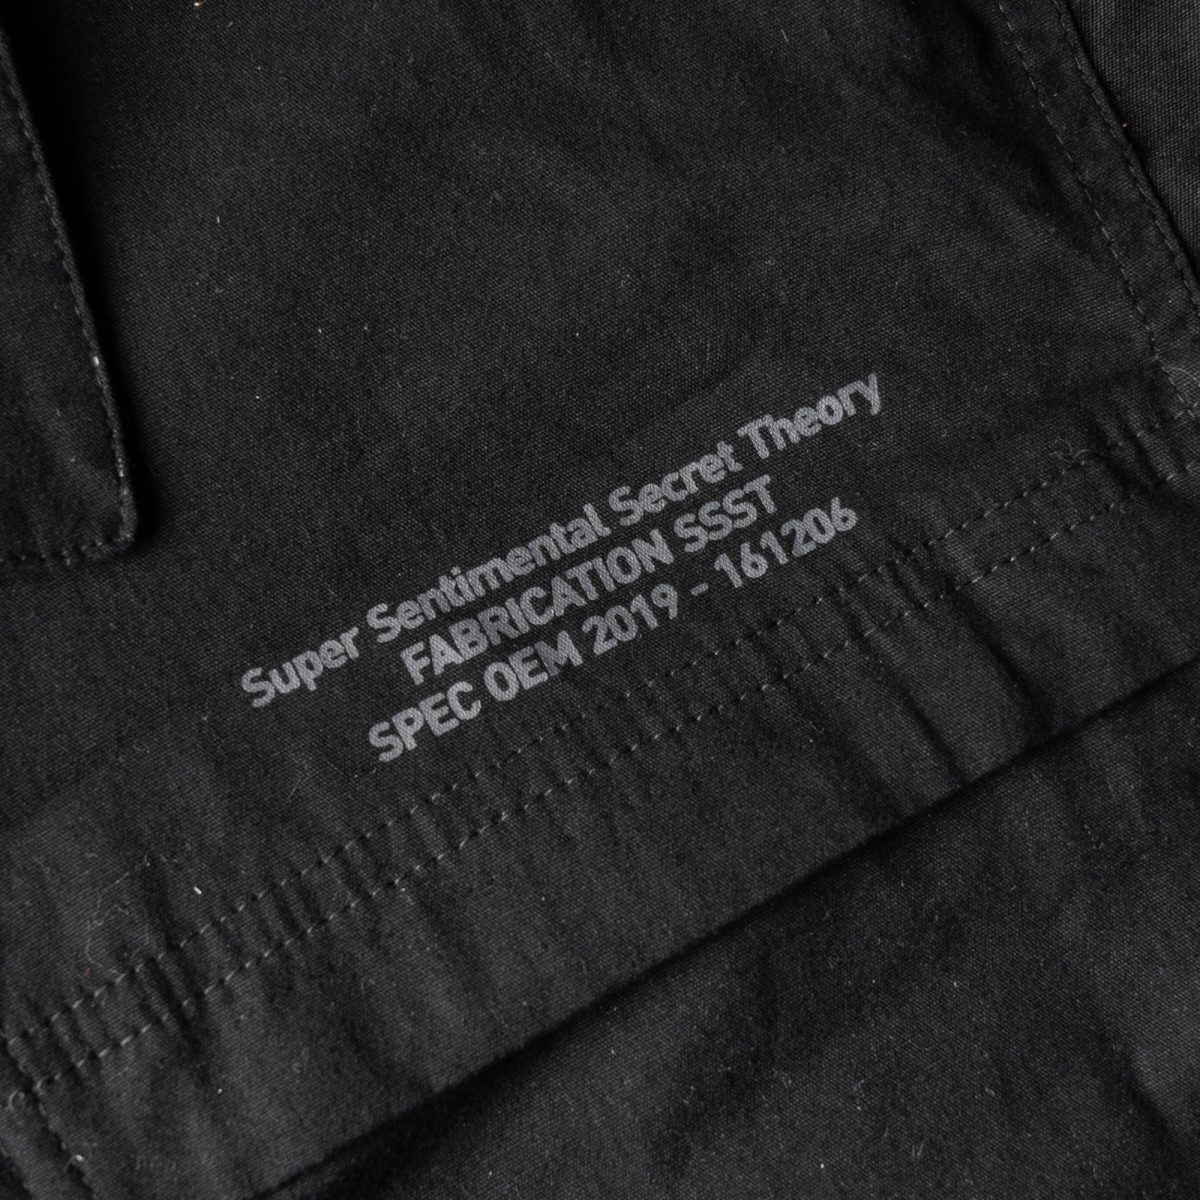 Super Sentimental Secret Theory
FABRICATION SSST
SPEC OEM 2019 - 161206